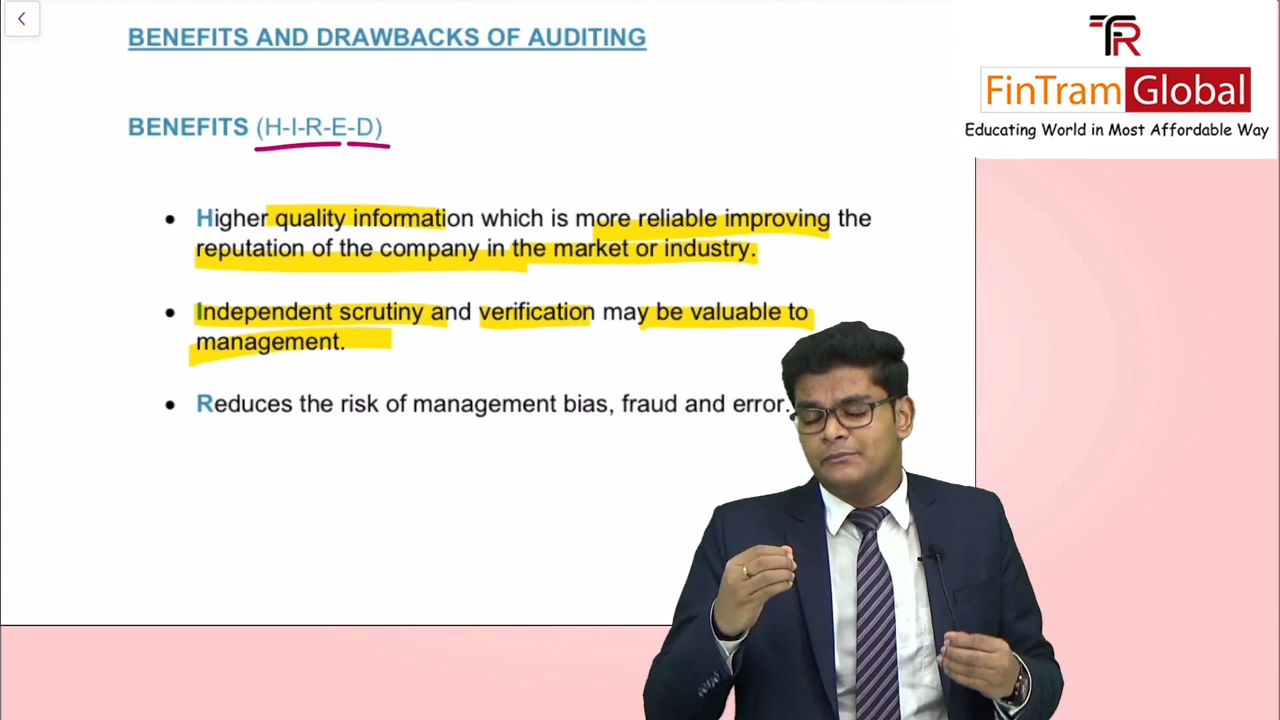 BENEFITS AND DRAWBACKS OF AUDITING
TR
FinTram Global
Educating World in Most Affordable Way
BENEFITS (H-I-R-E-D)
Higher quality information which is more reliable improving the
reputation of the company in the market or industry.
Independent scrutiny and verification may be valuable to
management.
Reduces the risk of management bias, fraud and error.